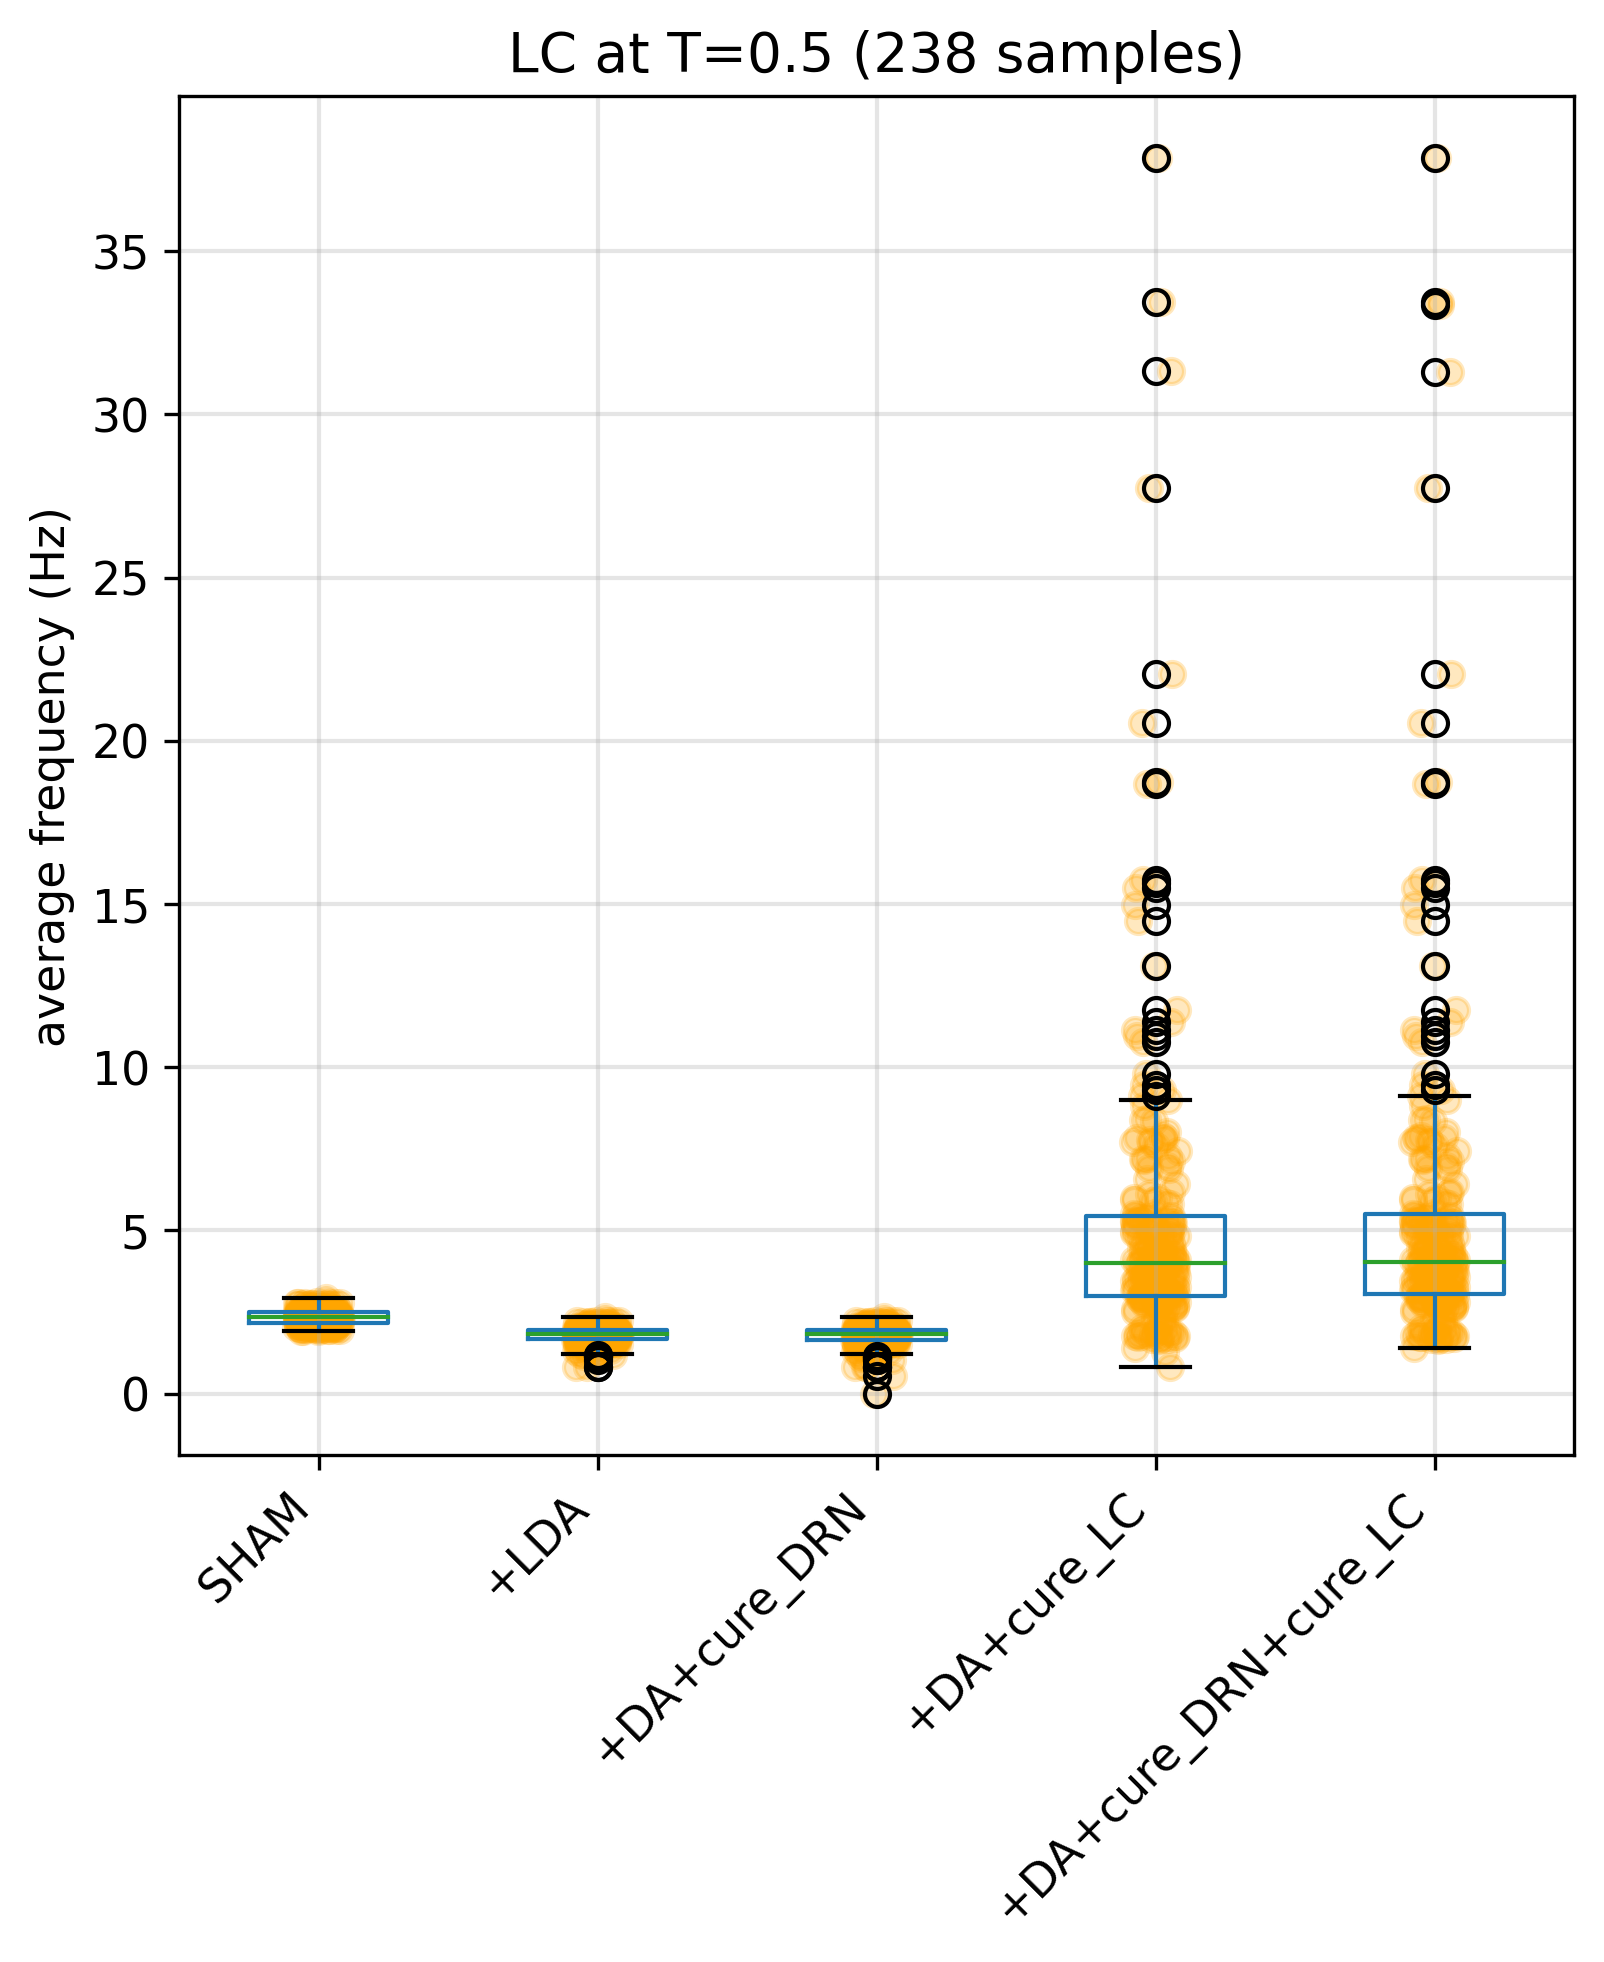 LC at T=0.5 (238 samples)
average frequency (Hz)
35
30
25
20
15
10
5
0
SHAM
+LDA
+DA+cure_DRN
+DA+cure_LC
+DA+cure_DRN+cure_LC